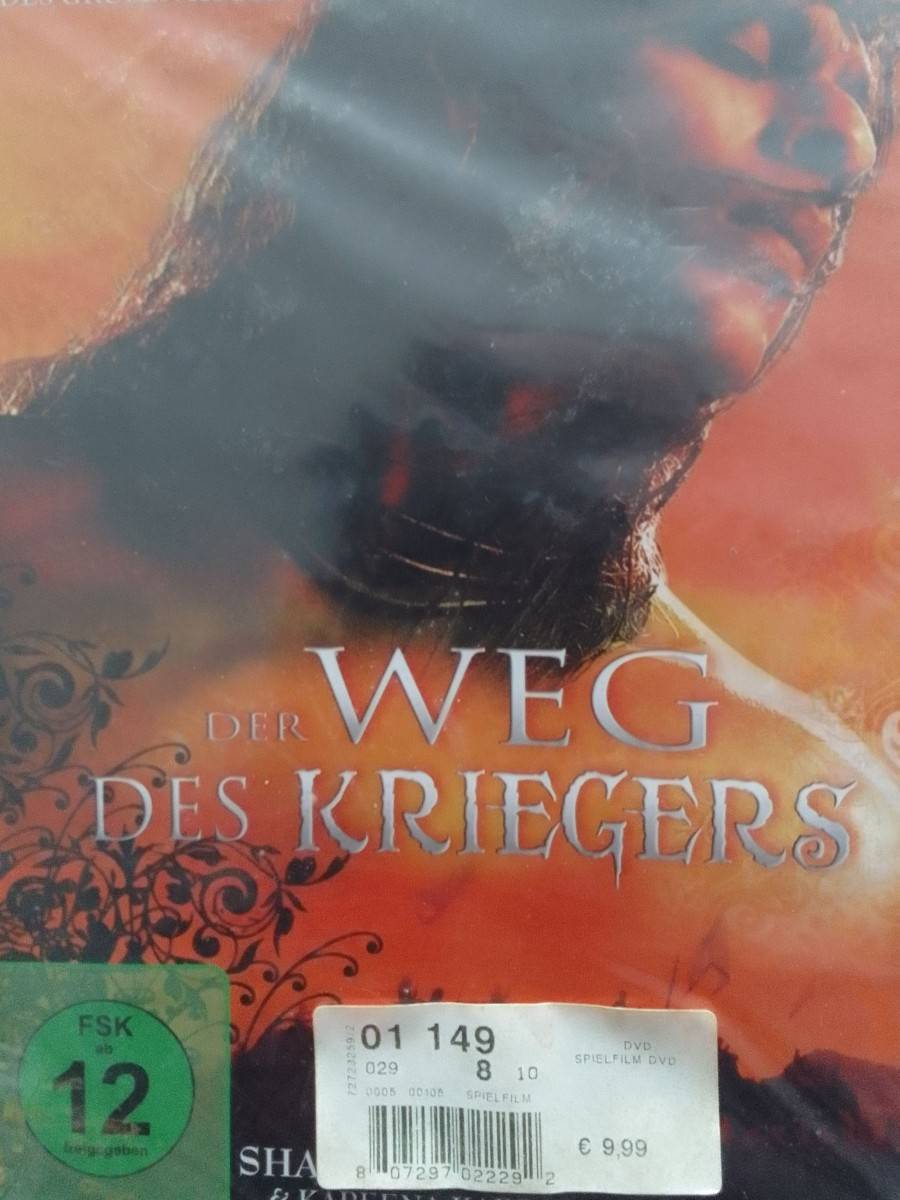 DER WEG
DES KRIEGERS
FSK
ab
12
freigegeben
01 149
029 8 10
0005 00105 SPIELFILM
DVD
SPIELFILM DVD
€ 9,99
8 07297 02229 2
SHA